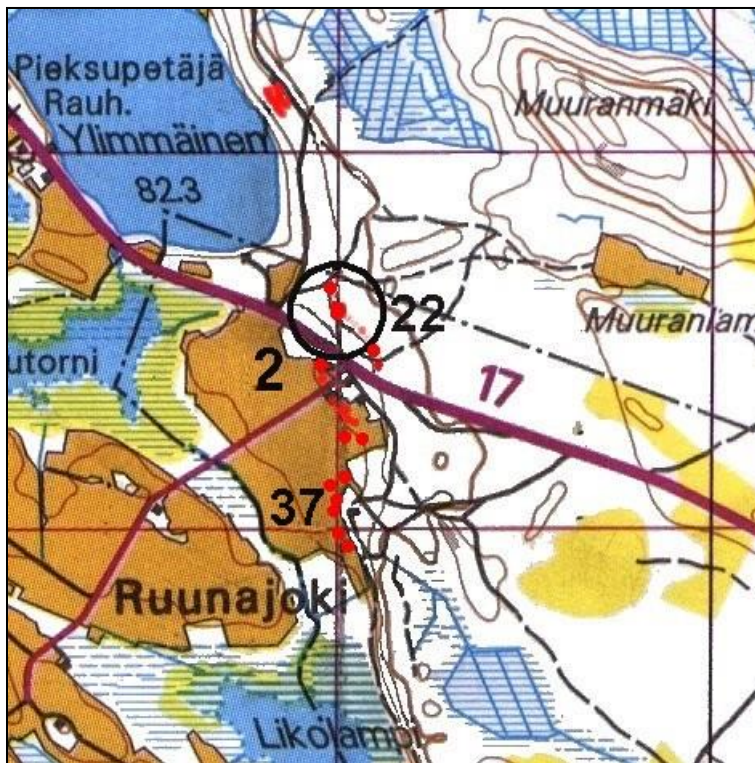 Pieksupetäjä
Rauh.
Ylimmäinen
82.3
Muuranmäki
22
Muuranlam
utorni
2
17
37
Ruunajoki
Likolampi